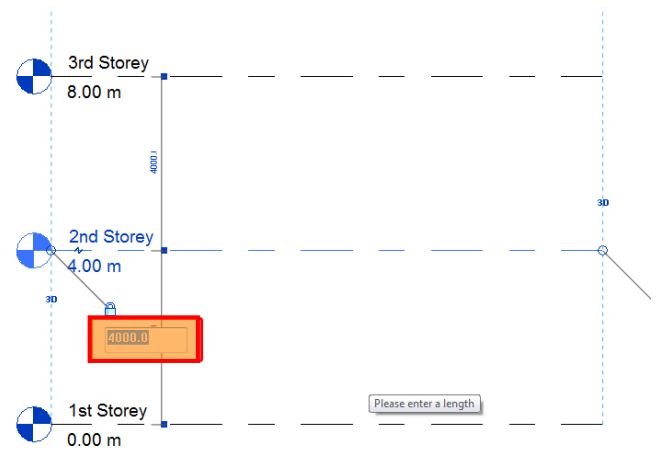 3rd Storey
8.00 m
4000.0
3D
2nd Storey
4.00 m
3D
4000.0
Please enter a length
1st Storey
0.00 m